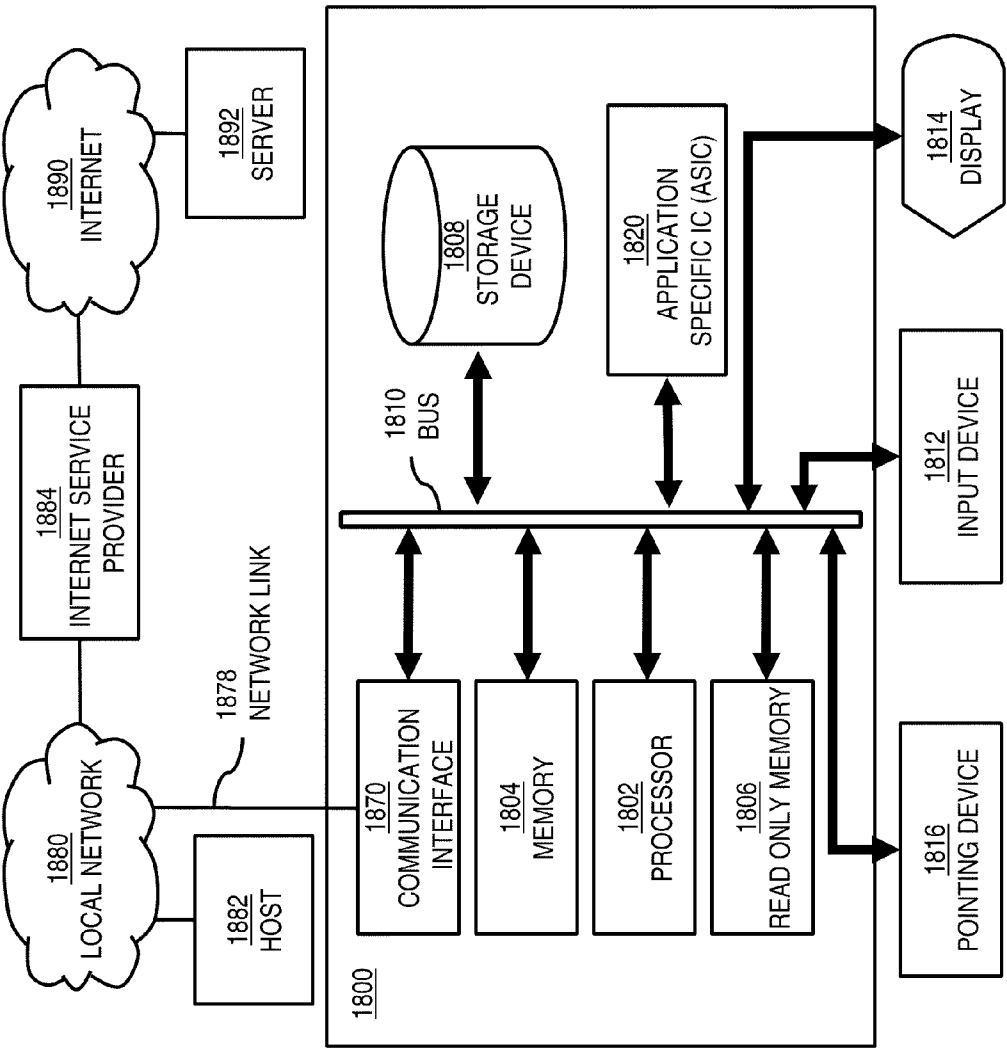 1880
LOCAL NETWORK
1884
INTERNET SERVICE
PROVIDER
1890
INTERNET
1882
HOST
1878
NETWORK LINK
1892
SERVER
1800
1870
COMMUNICATION
INTERFACE
1810
BUS
1808
STORAGE
DEVICE
1804
MEMORY
1802
PROCESSOR
1820
APPLICATION
SPECIFIC IC (ASIC)
1806
READ ONLY MEMORY
1816
POINTING DEVICE
1812
INPUT DEVICE
1814
DISPLAY